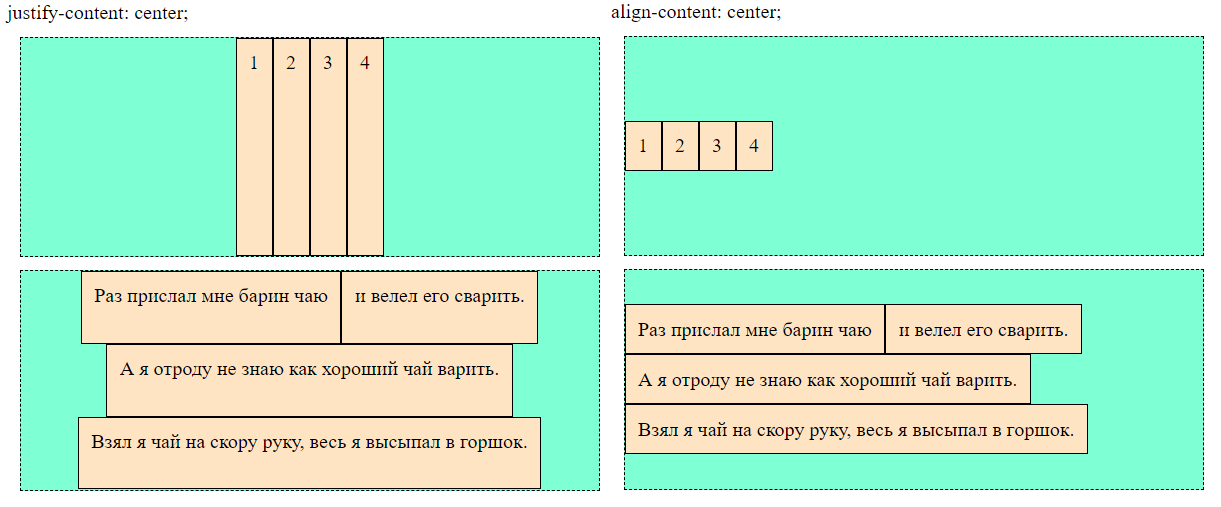 justify-content: center;
1 2 3 4
Раз прислал мне барин чаю и велел его сварить.
А я отроду не знаю как хороший чай варить.
Взял я чай на скору руку, весь я высыпал в горшок.
align-content: center;
1 2 3 4
Раз прислал мне барин чаю и велел его сварить.
А я отроду не знаю как хороший чай варить.
Взял я чай на скору руку, весь я высыпал в горшок.